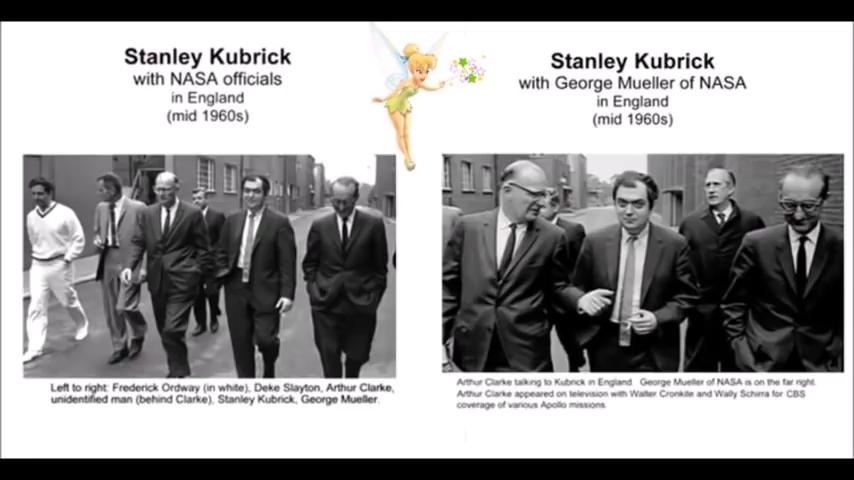 Stanley Kubrick
with NASA officials
in England
(mid 1960s)
Left to right: Frederick Ordway (in white), Deke Slayton, Arthur Clarke,
unidentified man (behind Clarke), Stanley Kubrick, George Mueller.
Stanley Kubrick
with George Mueller of NASA
in England
(mid 1960s)
Arthur Clarke talking to Kubrick in England. George Mueller of NASA is on the far right.
Arthur Clarke appeared on television with Walter Cronkite and Wally Schirra for CBS
coverage of various Apollo missions.